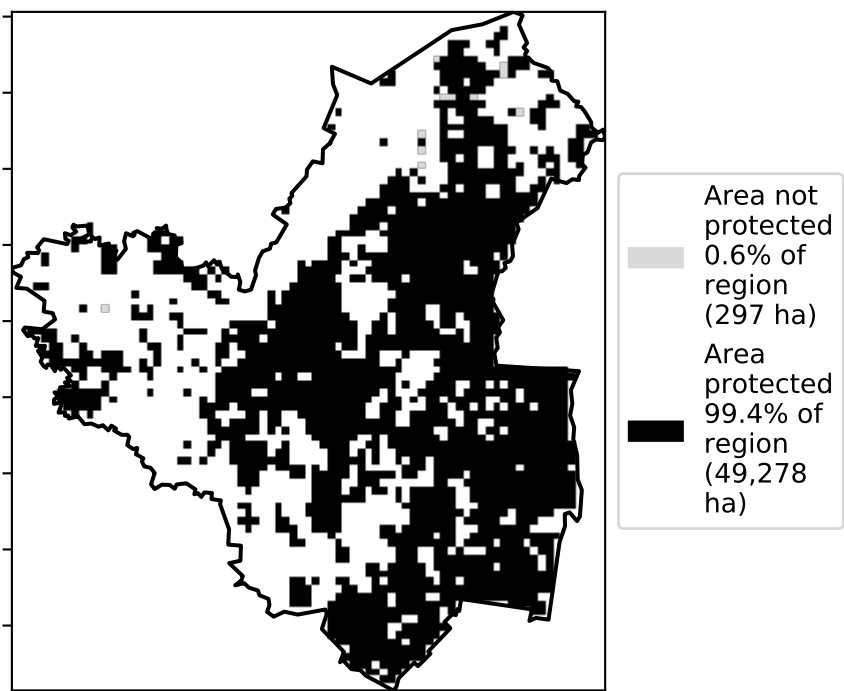 Area not
protected
0.6% of
region
(297 ha)
Area
protected
99.4% of
region
(49,278
ha)